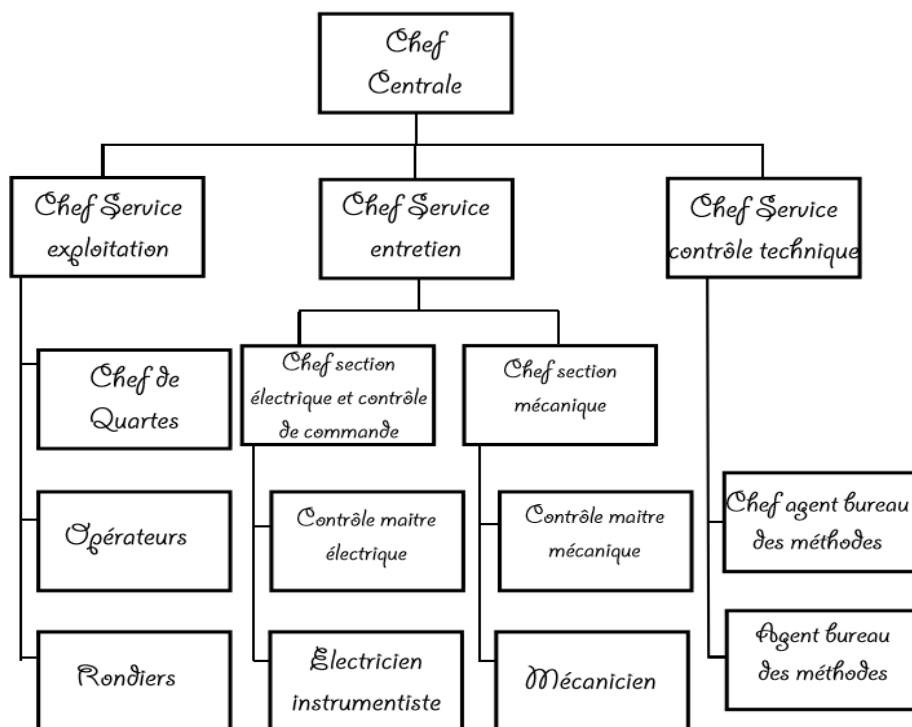 Chef
Centrale
Chef Service
exploitation
Chef Service
entretien
Chef Service
contrôle technique
Chef de
Quartes
Opérateurs
Rondiers
Chef section
électrique et contrôle
de commande
Contrôle maitre
électrique
Électricien
instrumentiste
Chef section
mécanique
Contrôle maitre
mécanique
Mécanicien
Chef agent bureau
des méthodes
Agent bureau
des méthodes